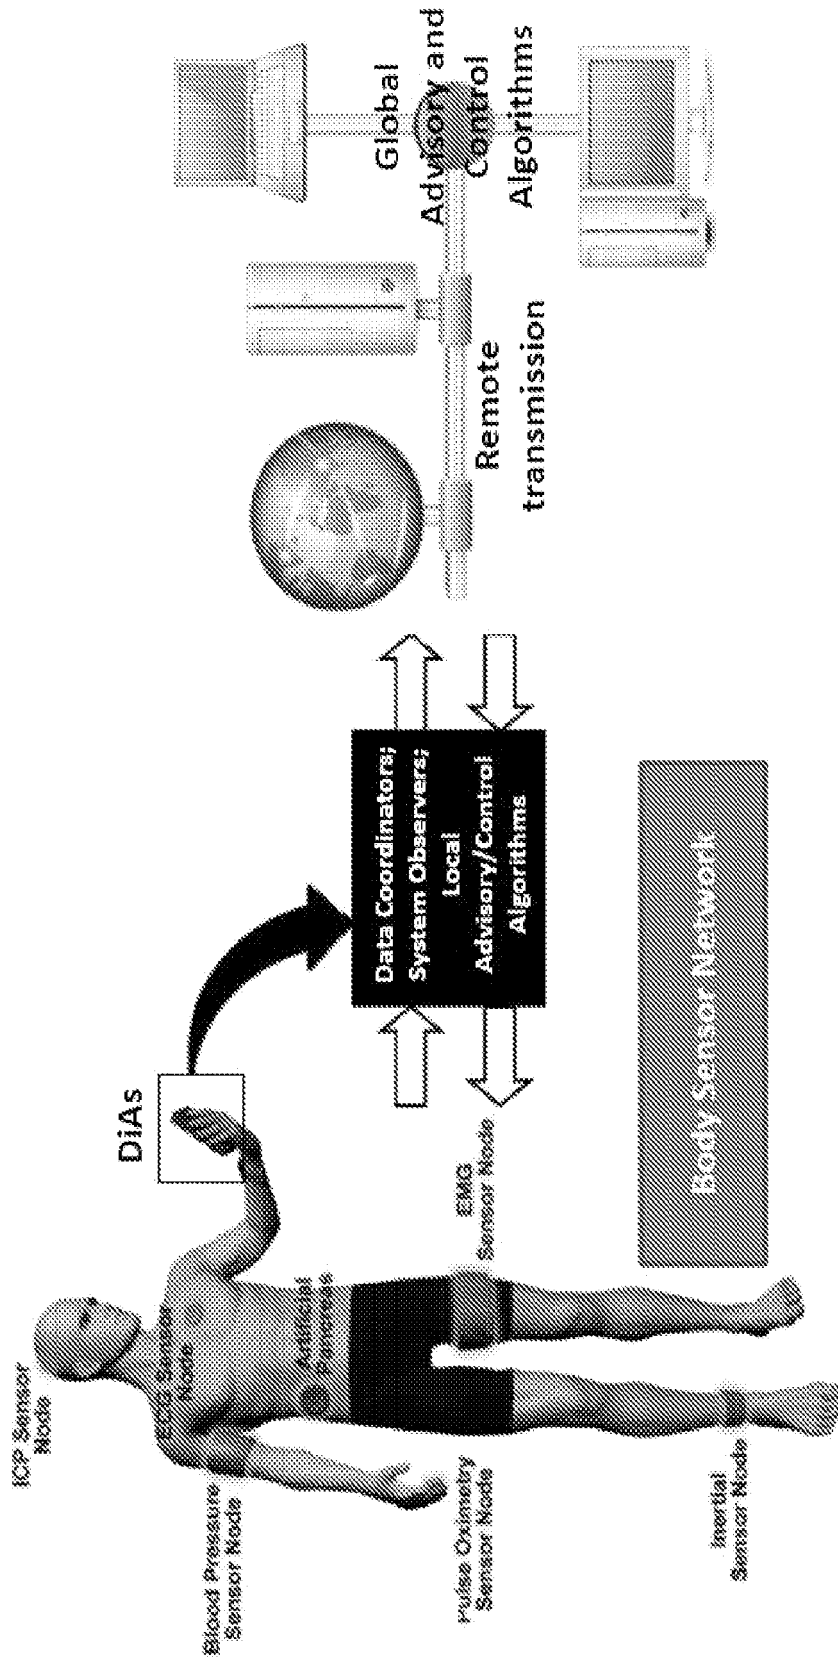 ICP Sensor
Node
Blood Pressure
Sensor Node
ECG Sensor
Node
Artificial
Pancreas
Pulse Oximetry
Sensor Node
EMG
Sensor Node
Inertial
Sensor Node
DiAs
Data Coordinators;
System Observers;
Local
Advisory/Control
Algorithms
Body Sensor Network
Remote
transmission
Global
Advisory and
Control
Algorithms